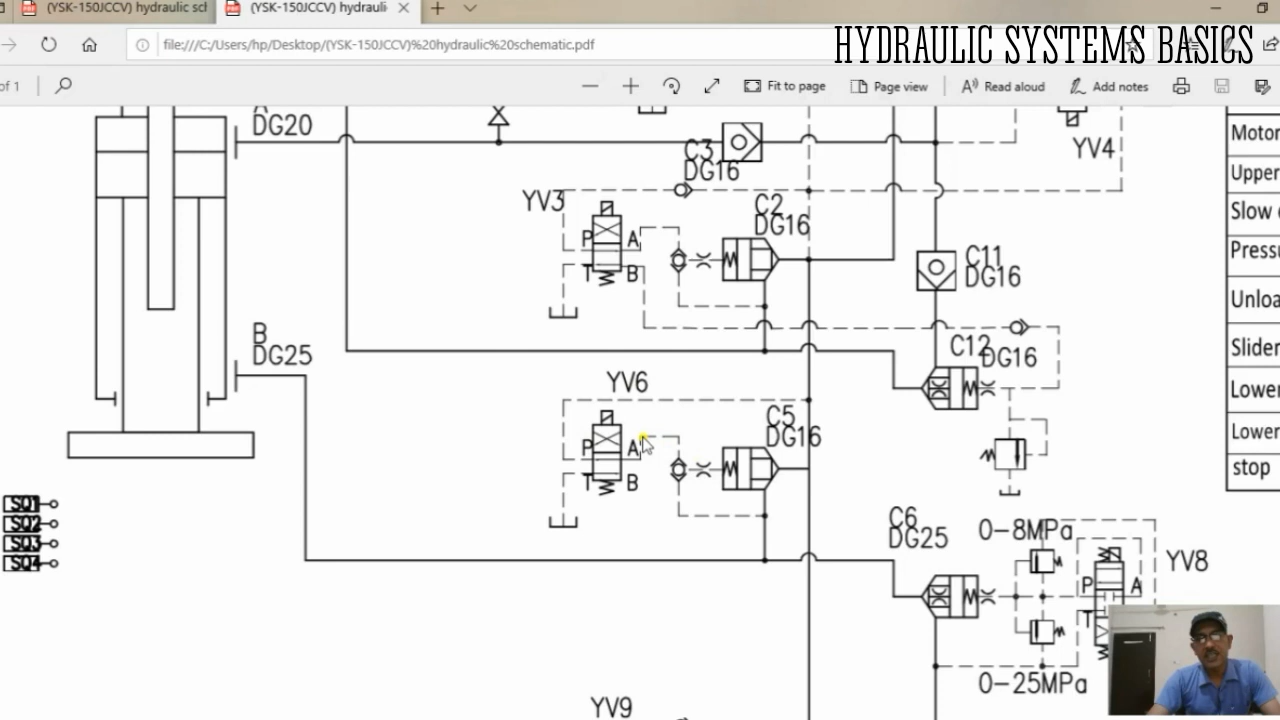 (YSK-150JCCV) hydraulic scl
(YSK-150JCCV) hydrauli
file:///C:/Users/hp/Desktop/(YSK-150JCCV)%20hydraulic%20schematic.pdf
HYDRAULIC SYSTEMS BASICS
of 1
Fit to page
Page view
Read aloud
Add notes
DG20
C3
DG16
YV4
Motor
Upper
Slow
Pressu
Unloa
Slider
Lower
Lower
stop
YV3
P
A
T
B
C2
DG16
C11
DG16
B
DG25
C12
DG16
YV6
P
A
T
B
C5
DG16
SQ1
SQ2
SQ3
SQ4
C6
DG25
0-8MPa
YV8
P
A
T
0-25MPa
YV9